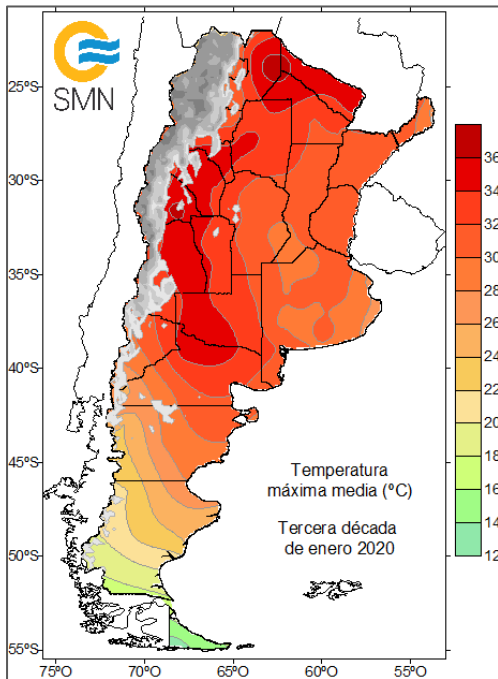 SMN
25°S
30°S
35°S
40°S
45°S
50°S
55°S
75°O
70°O
65°O
60°O
55°O
Temperatura
máxima media (ºC)
Tercera década
de enero 2020
36
34
32
30
28
26
24
22
20
18
16
14
12